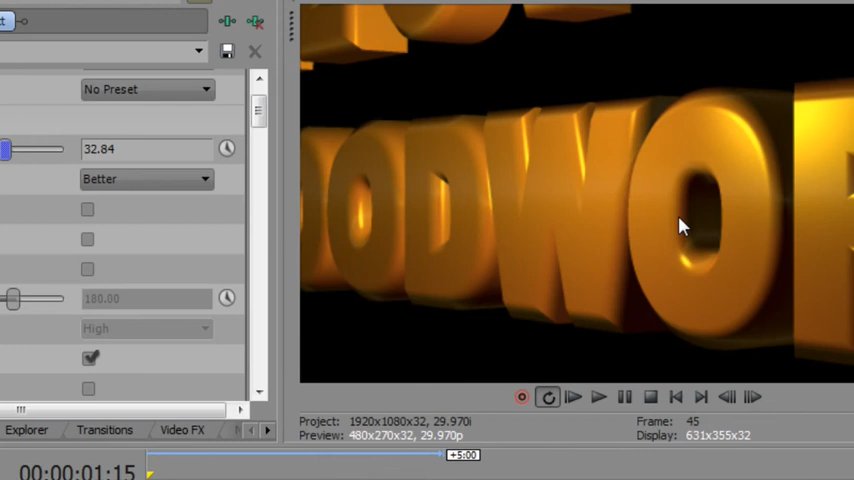 No Preset
32.84
Better
180.00
High
OODWOR
Explorer
Transitions
Video FX
Project: 1920x1080x32, 29.970i
Frame: 45
Preview: 480x270x32, 29.970p
Display: 631x355x32
+5:00
00:00:01:15